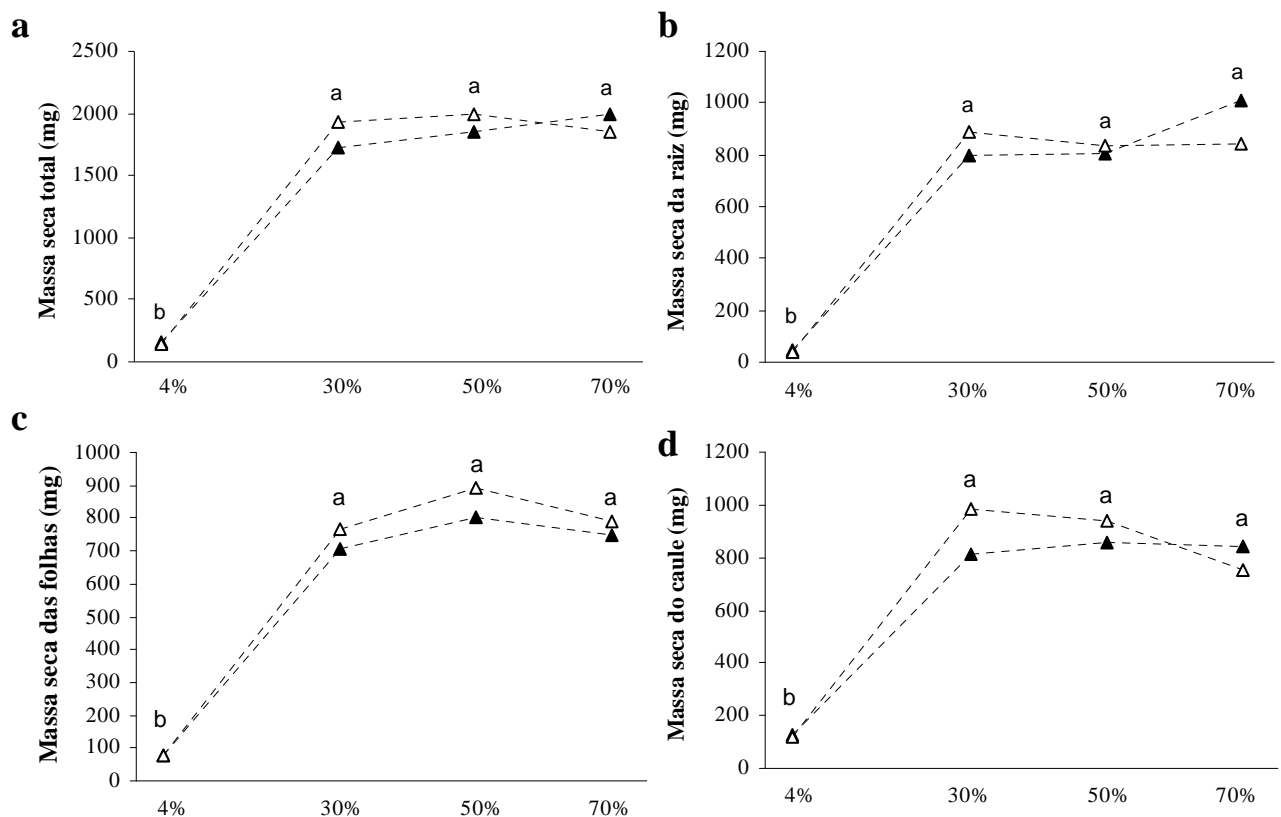 a
2500
2000
1500
1000
500
0
Massa seca total (mg)
b a a a
4% 30% 50% 70%
b
1200
1000
800
600
400
200
0
Massa seca da raiz (mg)
b a a a
4% 30% 50% 70%
c
1000
900
800
700
600
500
400
300
200
100
0
Massa seca das folhas (mg)
b a a a
4% 30% 50% 70%
d
1200
1000
800
600
400
200
0
Massa seca do caule (mg)
b a a a
4% 30% 50% 70%